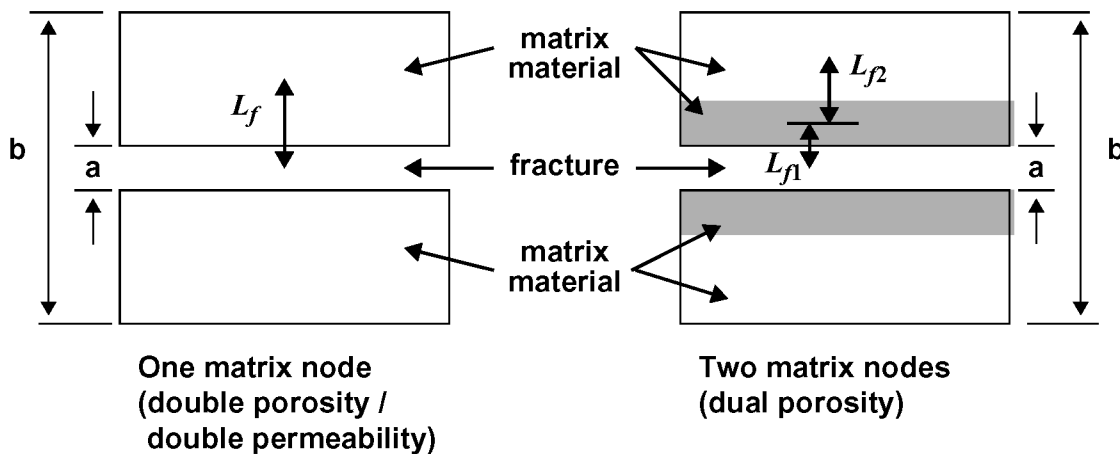 matrix
material
L_f
L_f2
b
a
fracture
L_f1
a
b
matrix
material
One matrix node
(double porosity /
double permeability)
Two matrix nodes
(dual porosity)